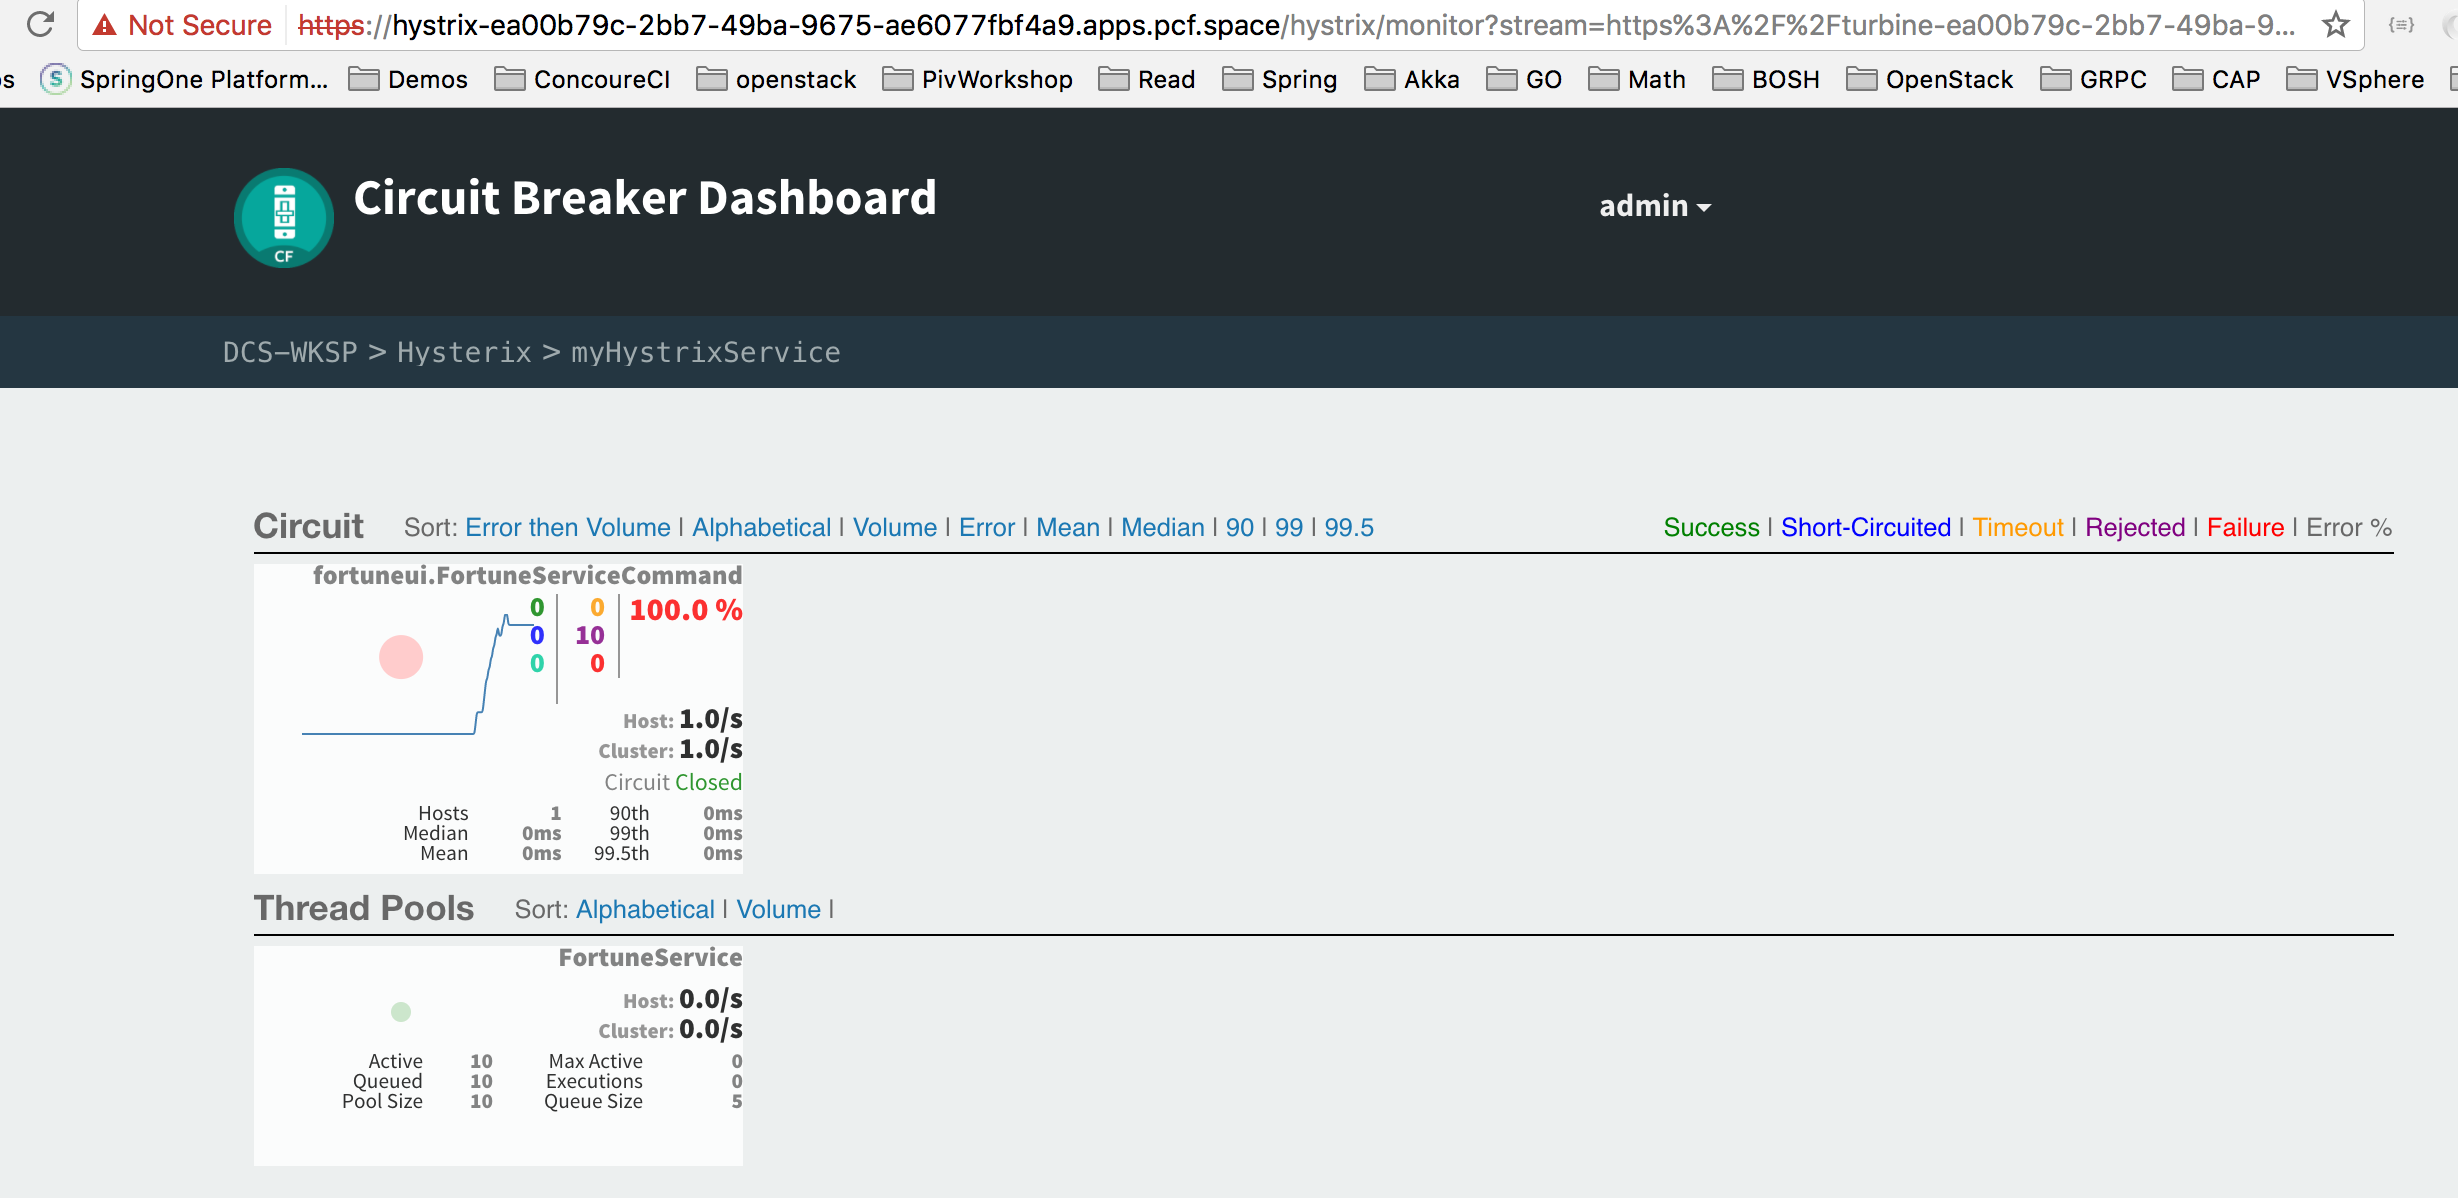 Not Secure https://hystrix-ea00b79c-2bb7-49ba-9675-ae6077fbf4a9.apps.pcf.space/hystrix/monitor?stream=https%3A%2F%2Fturbine-ea00b79c-2bb7-49ba-9...
s SpringOne Platform... Demos ConcoureCI openstack PivWorkshop Read Spring Akka GO Math BOSH OpenStack GRPC CAP VSphere
CF
Circuit Breaker Dashboard
admin
DCS-WKSP > Hysterix > myHystrixService
Circuit Sort: Error then Volume | Alphabetical | Volume | Error | Mean | Median | 90 | 99 | 99.5 Success | Short-Circuited | Timeout | Rejected | Failure | Error %
fortuneui.FortuneServiceCommand
0 0 100.0 %
0 10
0 0
Host: 1.0/s
Cluster: 1.0/s
Circuit Closed
Hosts 1 90th 0ms
Median 0ms 99th 0ms
Mean 0ms 99.5th 0ms
Thread Pools Sort: Alphabetical | Volume |
FortuneService
Host: 0.0/s
Cluster: 0.0/s
Active 10 Max Active 0
Queued 10 Executions 0
Pool Size 10 Queue Size 5